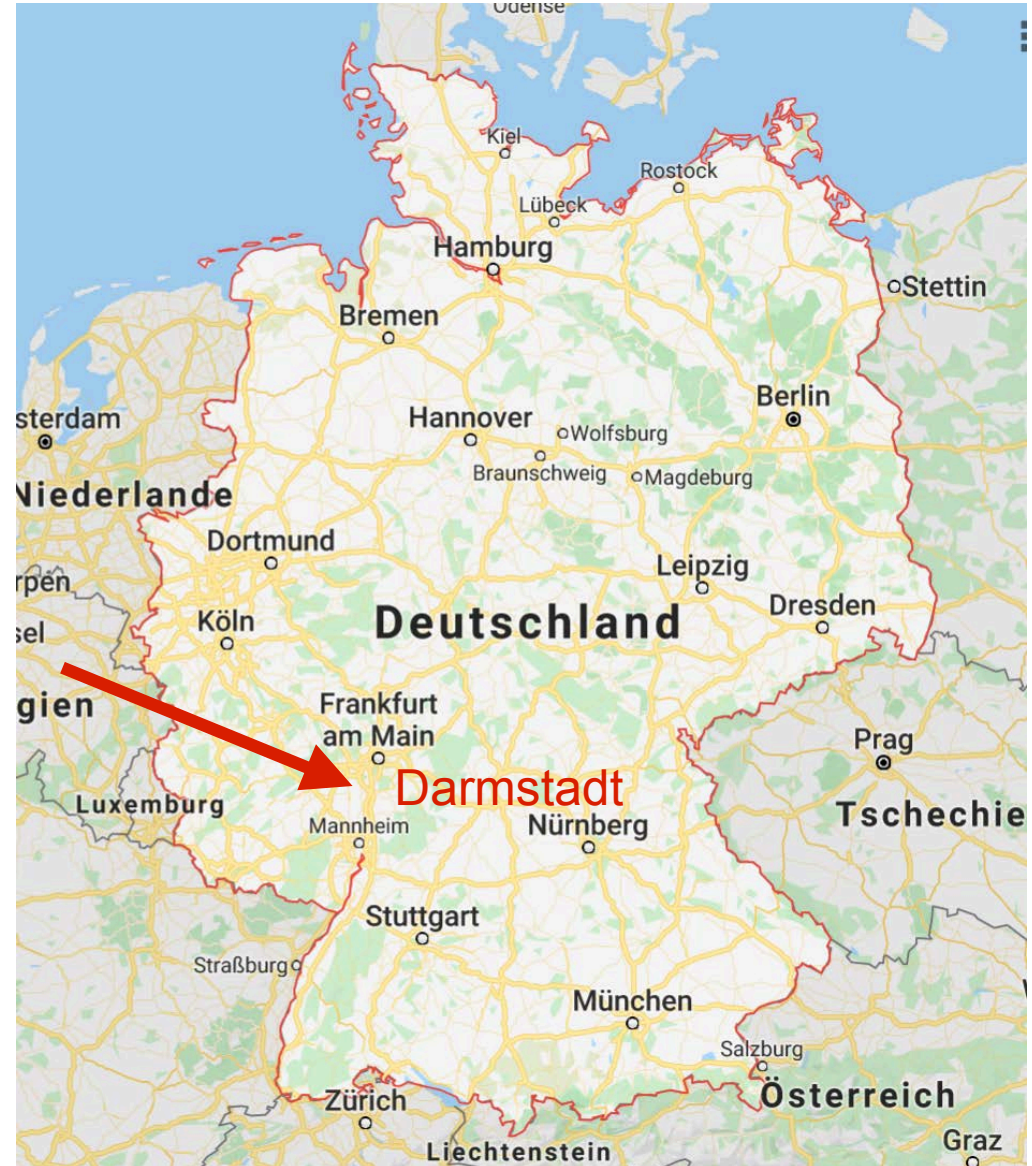 Odense
Kiel
Rostock
Lübeck
Hamburg
Stettin
Bremen
Berlin
sterdam
Hannover
Wolfsburg
Braunschweig
Magdeburg
Niederlande
Dortmund
Leipzig
rpen
Dresden
Köln
Deutschland
sel
gien
Frankfurt
am Main
Prag
Darmstadt
Luxemburg
Tschechie
Mannheim
Nürnberg
Stuttgart
Straßburg
München
Salzburg
Österreich
Zürich
Liechtenstein
Graz